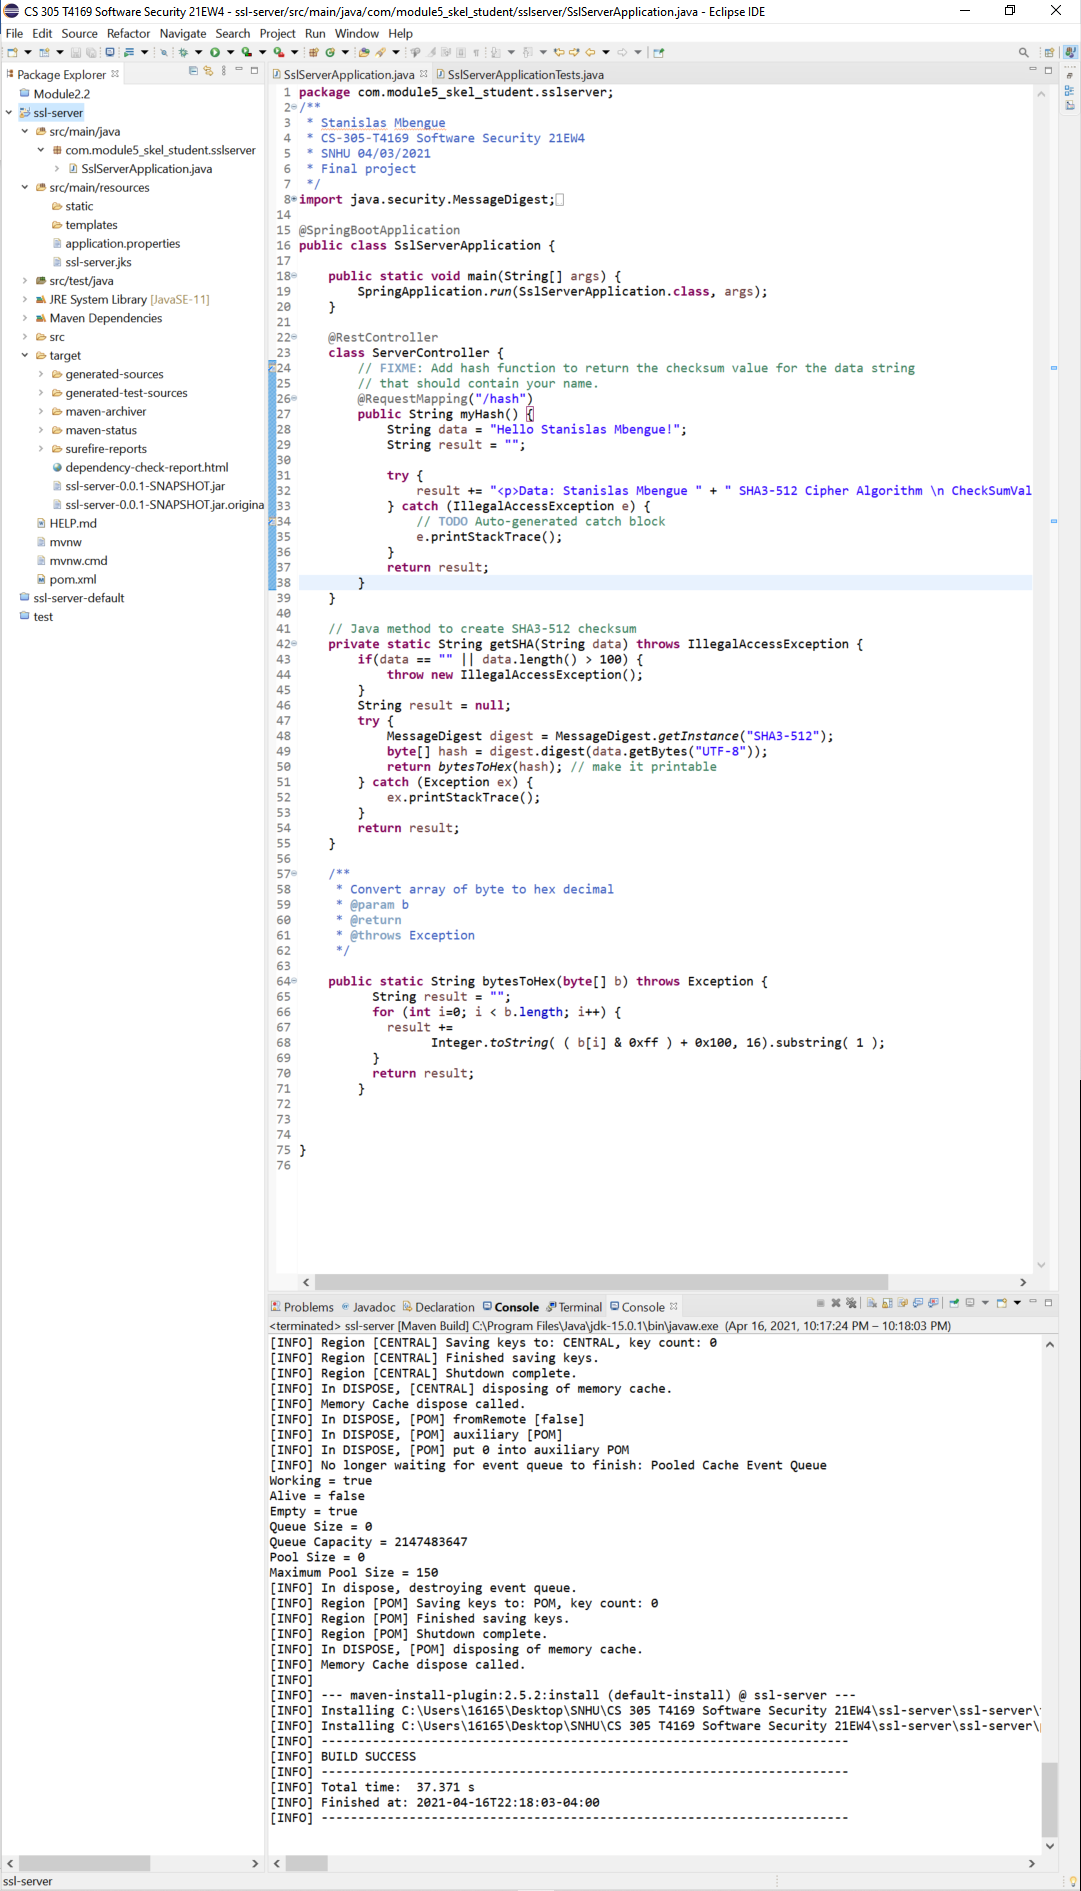 CS 305 T4169 Software Security 21EW4 - ssl-server/src/main/java/com/module5_skel_student/sslserver/SslServerApplication.java - Eclipse IDE
File Edit Source Refactor Navigate Search Project Run Window Help
Package Explorer
Module2.2
ssl-server
src/main/java
com.module5_skel_student.sslserver
SslServerApplication.java
src/main/resources
static
templates
application.properties
ssl-server.jks
src/test/java
JRE System Library [JavaSE-11]
Maven Dependencies
src
target
generated-sources
generated-test-sources
maven-archiver
maven-status
surefire-reports
dependency-check-report.html
ssl-server-0.0.1-SNAPSHOT.jar
ssl-server-0.0.1-SNAPSHOT.jar.origina
HELP.md
mvnw
mvnw.cmd
pom.xml
ssl-server-default
test
SslServerApplication.java SslServerApplicationTests.java
1 package com.module5_skel_student.sslserver;
2 /**
3 * Stanislas Mbengue
4 * CS-305-T4169 Software Security 21EW4
5 * SNHU 04/03/2021
6 * Final project
7 */
8 import java.security.MessageDigest;
14
15 @SpringBootApplication
16 public class SslServerApplication {
17
18 public static void main(String[] args) {
19 SpringApplication.run(SslServerApplication.class, args);
20 }
21
22 @RestController
23 class ServerController {
24 // FIXME: Add hash function to return the checksum value for the data string
25 // that should contain your name.
26 @RequestMapping("/hash")
27 public String myHash() {
28 String data = "Hello Stanislas Mbengue!";
29 String result = "";
30
31 try {
32 result += "<p>Data: Stanislas Mbengue " + " SHA3-512 Cipher Algorithm \n CheckSumVal
33 } catch (IllegalAccessException e) {
34 // TODO Auto-generated catch block
35 e.printStackTrace();
36 }
37 return result;
38 }
39 }
40
41 // Java method to create SHA3-512 checksum
42 private static String getSHA(String data) throws IllegalAccessException {
43 if(data == "" || data.length() > 100) {
44 throw new IllegalAccessException();
45 }
46 String result = null;
47 try {
48 MessageDigest digest = MessageDigest.getInstance("SHA3-512");
49 byte[] hash = digest.digest(data.getBytes("UTF-8"));
50 return bytesToHex(hash); // make it printable
51 } catch (Exception ex) {
52 ex.printStackTrace();
53 }
54 return result;
55 }
56
57 /**
58 * Convert array of byte to hex decimal
59 * @param b
60 * @return
61 * @throws Exception
62 */
63
64 public static String bytesToHex(byte[] b) throws Exception {
65 String result = "";
66 for (int i=0; i < b.length; i++) {
67 result +=
68 Integer.toString( ( b[i] & 0xff ) + 0x100, 16).substring( 1 );
69 }
70 return result;
71 }
72
73
74
75 }
76
Problems Javadoc Declaration Console Terminal Console
<terminated> ssl-server [Maven Build] C:\Program Files\Java\jdk-15.0.1\bin\javaw.exe (Apr 16, 2021, 10:17:24 PM – 10:18:03 PM)
[INFO] Region [CENTRAL] Saving keys to: CENTRAL, key count: 0
[INFO] Region [CENTRAL] Finished saving keys.
[INFO] Region [CENTRAL] Shutdown complete.
[INFO] In DISPOSE, [CENTRAL] disposing of memory cache.
[INFO] Memory Cache dispose called.
[INFO] In DISPOSE, [POM] fromRemote [false]
[INFO] In DISPOSE, [POM] auxiliary [POM]
[INFO] In DISPOSE, [POM] put 0 into auxiliary POM
[INFO] No longer waiting for event queue to finish: Pooled Cache Event Queue
Working = true
Alive = false
Empty = true
Queue Size = 0
Queue Capacity = 2147483647
Pool Size = 0
Maximum Pool Size = 150
[INFO] In dispose, destroying event queue.
[INFO] Region [POM] Saving keys to: POM, key count: 0
[INFO] Region [POM] Finished saving keys.
[INFO] Region [POM] Shutdown complete.
[INFO] In DISPOSE, [POM] disposing of memory cache.
[INFO] Memory Cache dispose called.
[INFO]
[INFO] --- maven-install-plugin:2.5.2:install (default-install) @ ssl-server ---
[INFO] Installing C:\Users\16165\Desktop\SNHU\CS 305 T4169 Software Security 21EW4\ssl-server\ssl-server\
[INFO] Installing C:\Users\16165\Desktop\SNHU\CS 305 T4169 Software Security 21EW4\ssl-server\ssl-server\
[INFO] ------------------------------------------------------------------------
[INFO] BUILD SUCCESS
[INFO] ------------------------------------------------------------------------
[INFO] Total time:  37.371 s
[INFO] Finished at: 2021-04-16T22:18:03-04:00
[INFO] ------------------------------------------------------------------------
ssl-server